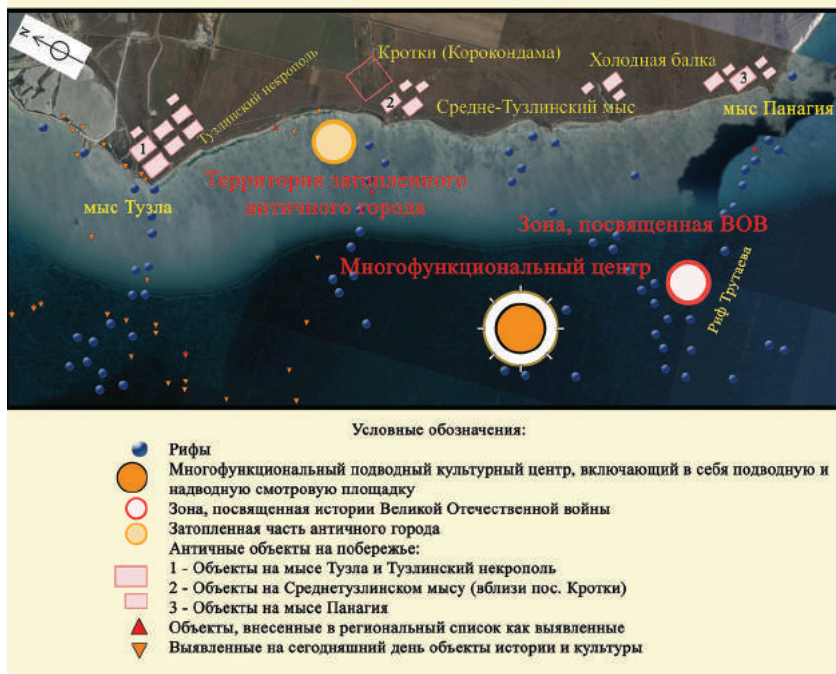 N
Тузлинский некрополь
Кротки (Корокондама)
Холодная балка
1
2
Средне-Тузлинский мыс
3
мыс Панагия
мыс Тузла
Территория затопленного
античного города
Зона, посвященная ВОВ
Многофункциональный центр
Риф Трутаева
Условные обозначения:
Рифы
Многофункциональный подводный культурный центр, включающий в себя подводную и
надводную смотровую площадку
Зона, посвященная истории Великой Отечественной войны
Затопленная часть античного города
Античные объекты на побережье:
1 - Объекты на мысе Тузла и Тузлинский некрополь
2 - Объекты на Среднетузлинском мысу (вблизи пос. Кротки)
3 - Объекты на мысе Панагия
Объекты, внесенные в региональный список как выявленные
Выявленные на сегодняшний день объекты истории и культуры